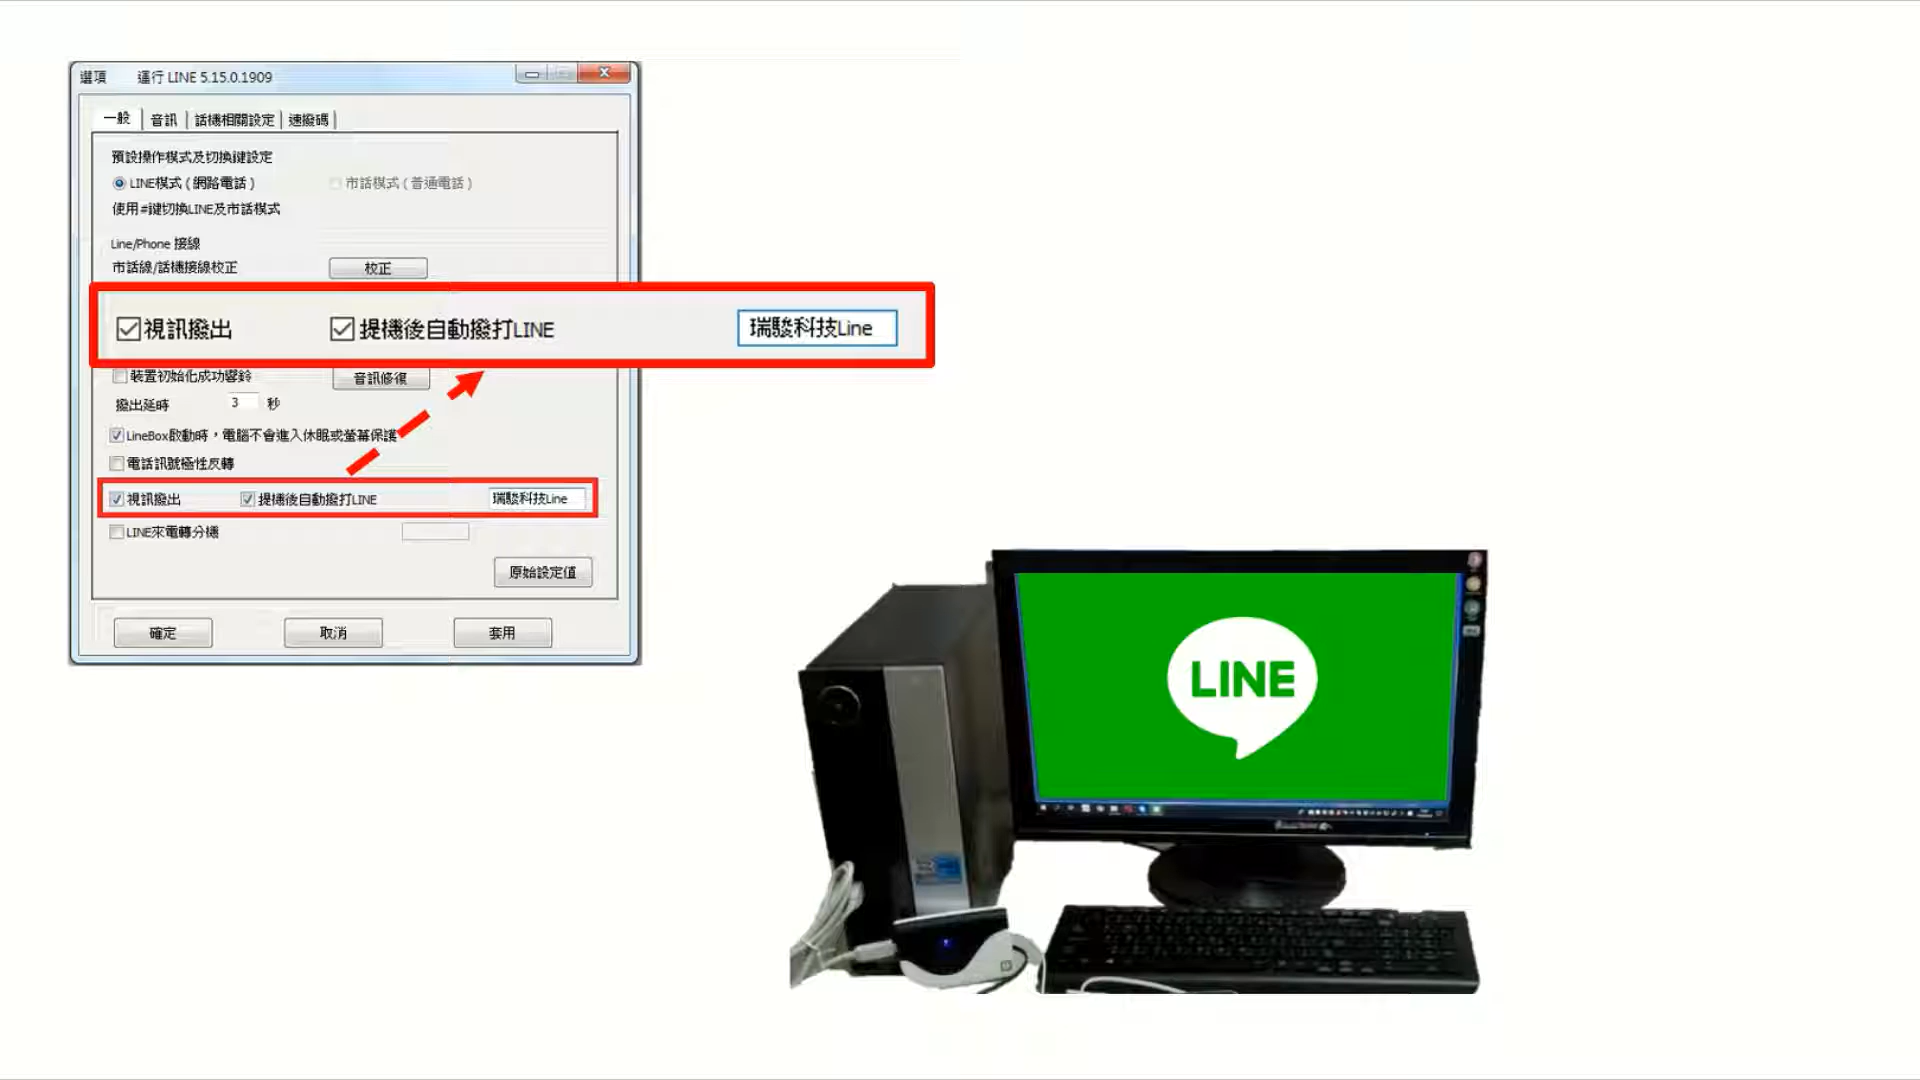 選項 運行 LINE 5.15.0.1909
一般 音訊 話機相關設定 速撥碼
預設操作模式及切換鍵設定
LINE模式 ( 網路電話 ) 市話模式 ( 普通電話 )
使用#鍵切換LINE及市話模式
Line/Phone 接線
市話線/話機接線校正 校正
視訊撥出 提機後自動撥打LINE 瑞駿科技Line
裝置初始化成功響鈴 音訊修復
撥出延時 3 秒
LineBox啟動時，電腦不會進入休眠或螢幕保護
電話訊號極性反轉
視訊撥出 提機後自動撥打LINE 瑞駿科技Line
LINE來電轉分機
原始設定值
確定 取消 套用
LINE